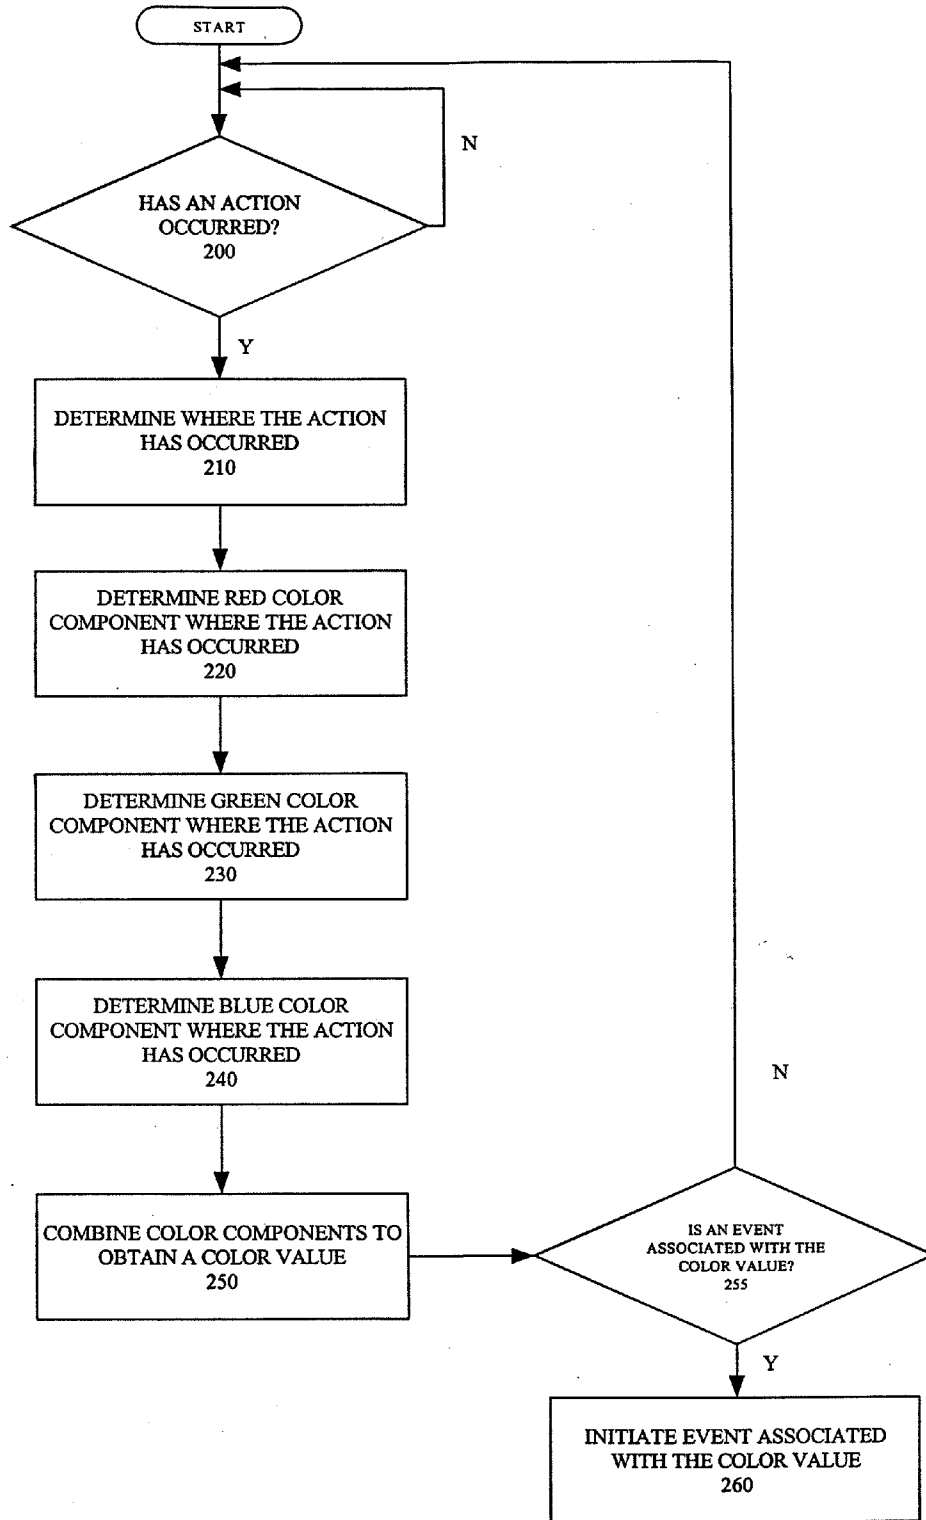 START
N
HAS AN ACTION
OCCURRED?
200
Y
DETERMINE WHERE THE ACTION
HAS OCCURRED
210
DETERMINE RED COLOR
COMPONENT WHERE THE ACTION
HAS OCCURRED
220
DETERMINE GREEN COLOR
COMPONENT WHERE THE ACTION
HAS OCCURRED
230
DETERMINE BLUE COLOR
COMPONENT WHERE THE ACTION
HAS OCCURRED
240
COMBINE COLOR COMPONENTS TO
OBTAIN A COLOR VALUE
250
N
IS AN EVENT
ASSOCIATED WITH THE
COLOR VALUE?
255
Y
INITIATE EVENT ASSOCIATED
WITH THE COLOR VALUE
260